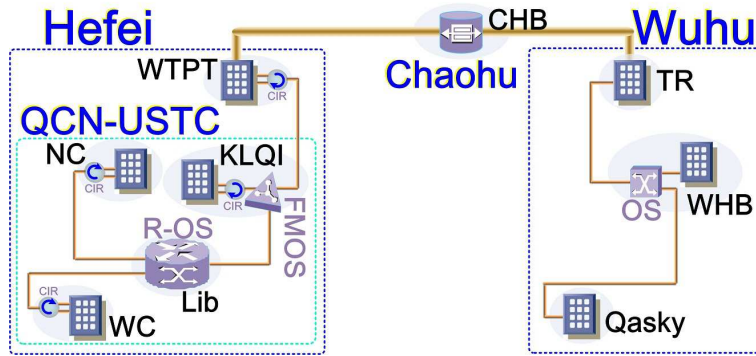 Hefei
CHB
Wuhu
WTPT
Chaohu
TR
CIR
QCN-USTC
NC
KLQI
CIR
CIR
FMOS
OS
WHB
R-OS
CIR
Lib
WC
Qasky